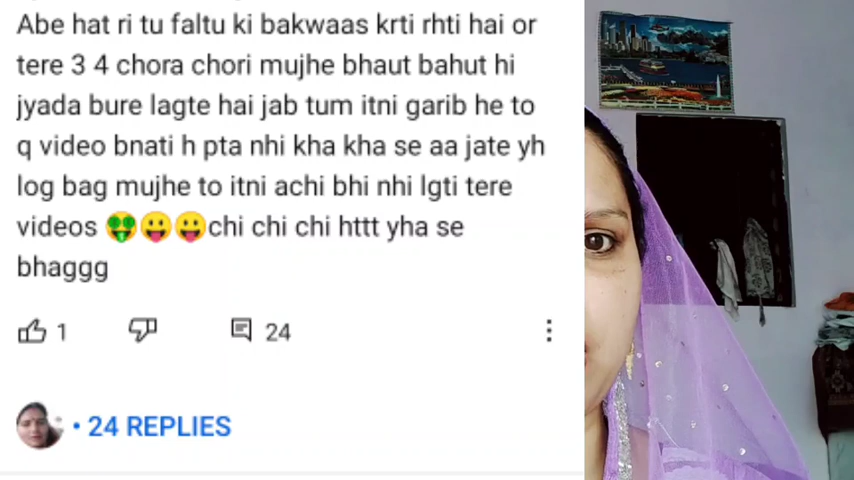 Abe hat ri tu faltu ki bakwaas krti rhti hai or
tere 3 4 chora chori mujhe bhaut bahut hi
jyada bure lagte hai jab tum itni garib he to
q video bnati h pta nhi kha kha se aa jate yh
log bag mujhe to itni achi bhi nhi lgti tere
videos 🤑😛😛chi chi chi httt yha se
bhaggg
1
24
• 24 REPLIES